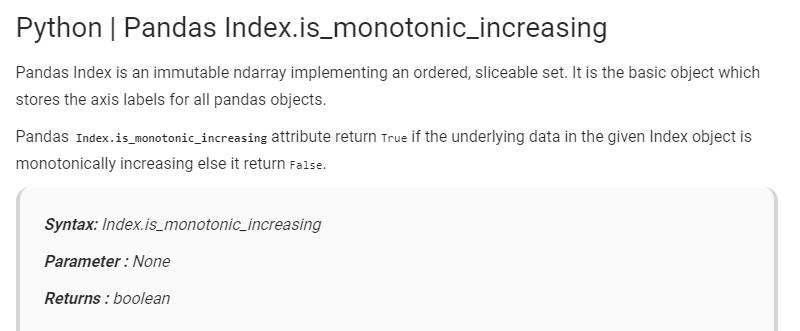 Python | Pandas Index.is_monotonic_increasing
Pandas Index is an immutable ndarray implementing an ordered, sliceable set. It is the basic object which
stores the axis labels for all pandas objects.
Pandas Index.is_monotonic_increasing attribute return True if the underlying data in the given Index object is
monotonically increasing else it return False.
Syntax: Index.is_monotonic_increasing
Parameter : None
Returns : boolean